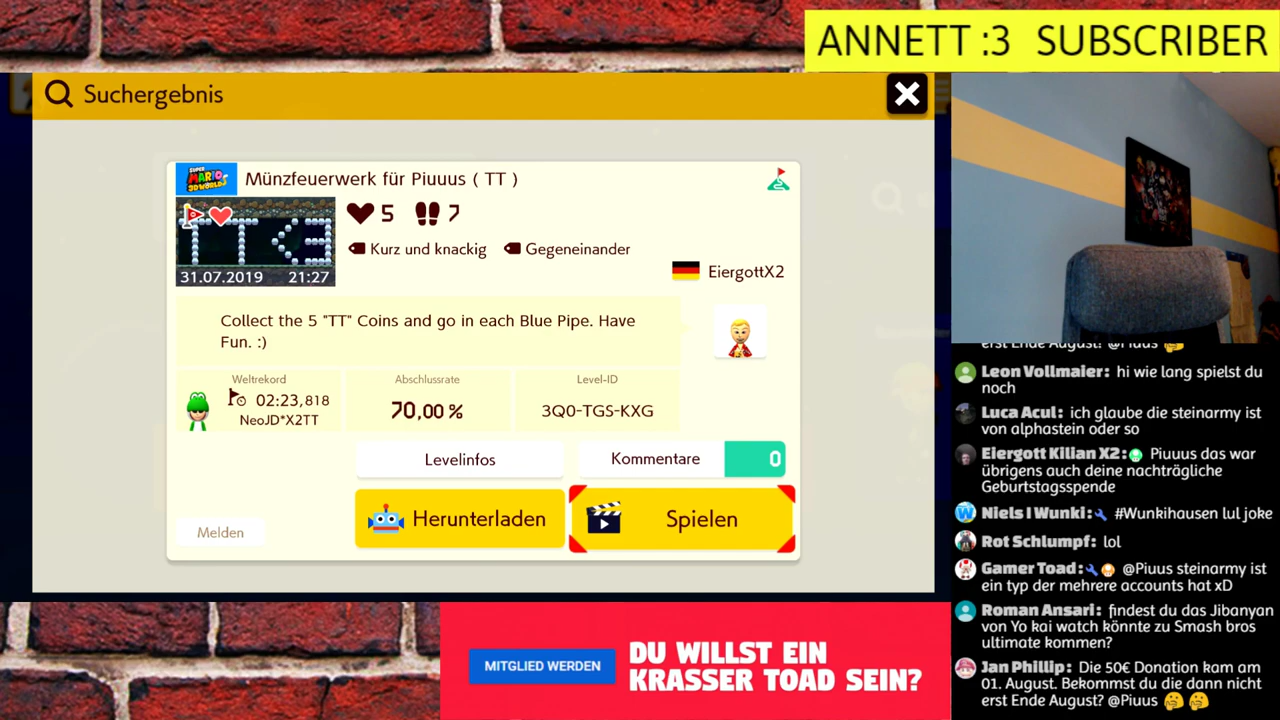 ANNETT :3 SUBSCRIBER
Suchergebnis
SUPER
MARIO
3D WORLD
Münzfeuerwerk für Piuuus ( TT )
5 7
TT<3
Kurz und knackig Gegeneinander
31.07.2019 21:27
EiergottX2
Collect the 5 "TT" Coins and go in each Blue Pipe. Have
Fun. :)
Weltrekord
02:23,818
NeoJD*X2TT
Abschlussrate
70,00 %
Level-ID
3Q0-TGS-KXG
Levelinfos
Kommentare 0
Melden
Herunterladen
Spielen
erst Ende August? @Piuus 🤔
Leon Vollmaier: hi wie lang spielst du
noch
Luca Acul: ich glaube die steinarmy ist
von alphastein oder so
Eiergott Kilian X2: Piuuus das war
übrigens auch deine nachträgliche
Geburtstagsspende
Niels I Wunki: #Wunkihausen lul joke
Rot Schlumpf: lol
Gamer Toad: @Piuus steinarmy ist
ein typ der mehrere accounts hat xD
Roman Ansari: findest du das Jibanyan
von Yo kai watch könnte zu Smash bros
ultimate kommen?
Jan Phillip: Die 50€ Donation kam am
01. August. Bekommst du die dann nicht
erst Ende August? @Piuus 🤔 🤔
MITGLIED WERDEN
DU WILLST EIN
KRASSER TOAD SEIN?